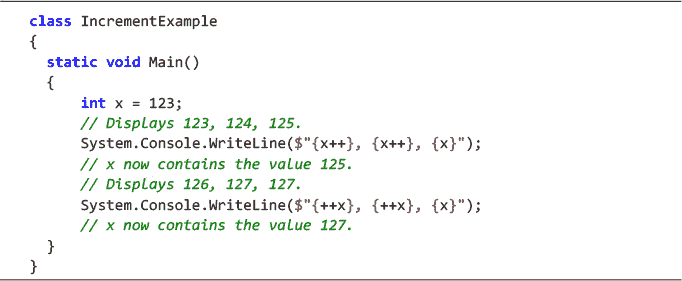 class IncrementExample
{
static void Main()
{
int x = 123;
// Displays 123, 124, 125.
System.Console.WriteLine($"{x++}, {x++}, {x}");
// x now contains the value 125.
// Displays 126, 127, 127.
System.Console.WriteLine($"{++x}, {++x}, {x}");
// x now contains the value 127.
}
}